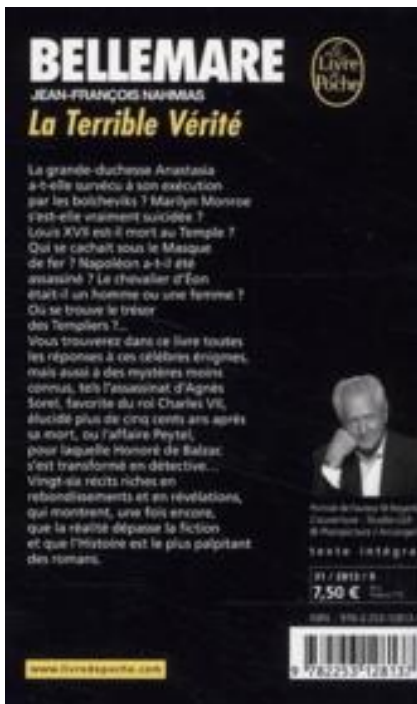 BELLEMARE
Le
Livre
de
Poche
JEAN-FRANÇOIS NAHMIAS
La Terrible Vérité
La grande-duchesse Anastasia
a-t-elle survécu à son exécution
par les bolcheviks ? Marilyn Monroe
s'est-elle vraiment suicidée ?
Louis XVII est-il mort au Temple ?
Qui se cachait sous le Masque
de fer ? Napoléon a-t-il été
assassiné ? Le chevalier d'Éon
était-il un homme ou une femme ?
Où se trouve le trésor
des Templiers ?...
Vous trouverez dans ce livre toutes
les réponses à ces célèbres énigmes,
mais aussi à des mystères moins
connus, tels l'assassinat d'Agnès
Sorel, favorite du roi Charles VII,
élucidé plus de cinq cents ans après
sa mort, ou l'affaire Peytel,
pour laquelle Honoré de Balzac
s'est transformé en détective...
Vingt-six récits riches en
rebondissements et en révélations,
qui montrent, une fois encore,
que la réalité dépasse la fiction
et que l'Histoire est le plus palpitant
des romans.
texte intégra
7,50 €
www.livredepoche.com
9 782253 128137